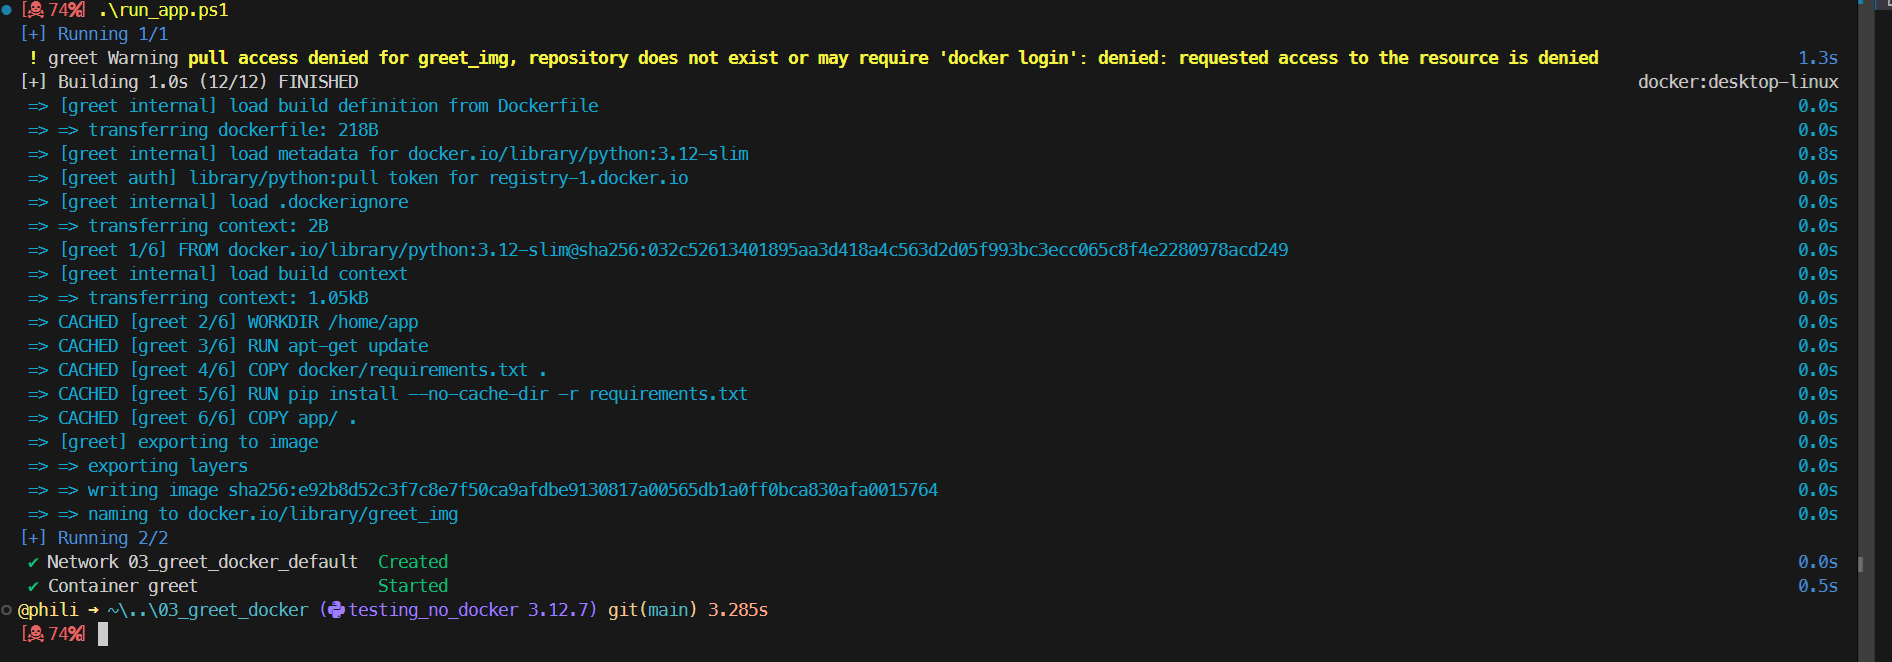 [74%] .\run_app.ps1
[+] Running 1/1
! greet Warning pull access denied for greet_img, repository does not exist or may require 'docker login': denied: requested access to the resource is denied 1.3s
[+] Building 1.0s (12/12) FINISHED docker:desktop-linux
=> [greet internal] load build definition from Dockerfile 0.0s
=> => transferring dockerfile: 218B 0.0s
=> [greet internal] load metadata for docker.io/library/python:3.12-slim 0.8s
=> [greet auth] library/python:pull token for registry-1.docker.io 0.0s
=> [greet internal] load .dockerignore 0.0s
=> => transferring context: 2B 0.0s
=> [greet 1/6] FROM docker.io/library/python:3.12-slim@sha256:032c52613401895aa3d418a4c563d2d05f993bc3ecc065c8f4e2280978acd249 0.0s
=> [greet internal] load build context 0.0s
=> => transferring context: 1.05kB 0.0s
=> CACHED [greet 2/6] WORKDIR /home/app 0.0s
=> CACHED [greet 3/6] RUN apt-get update 0.0s
=> CACHED [greet 4/6] COPY docker/requirements.txt . 0.0s
=> CACHED [greet 5/6] RUN pip install --no-cache-dir -r requirements.txt 0.0s
=> CACHED [greet 6/6] COPY app/ . 0.0s
=> [greet] exporting to image 0.0s
=> => exporting layers 0.0s
=> => writing image sha256:e92b8d52c3f7c8e7f50ca9afdbe9130817a00565db1a0ff0bca830afa0015764 0.0s
=> => naming to docker.io/library/greet_img 0.0s
[+] Running 2/2
✔ Network 03_greet_docker_default Created 0.0s
✔ Container greet Started 0.5s
@phili ➜ ~\..\03_greet_docker (testing_no_docker 3.12.7) git(main) 3.285s
[74%]